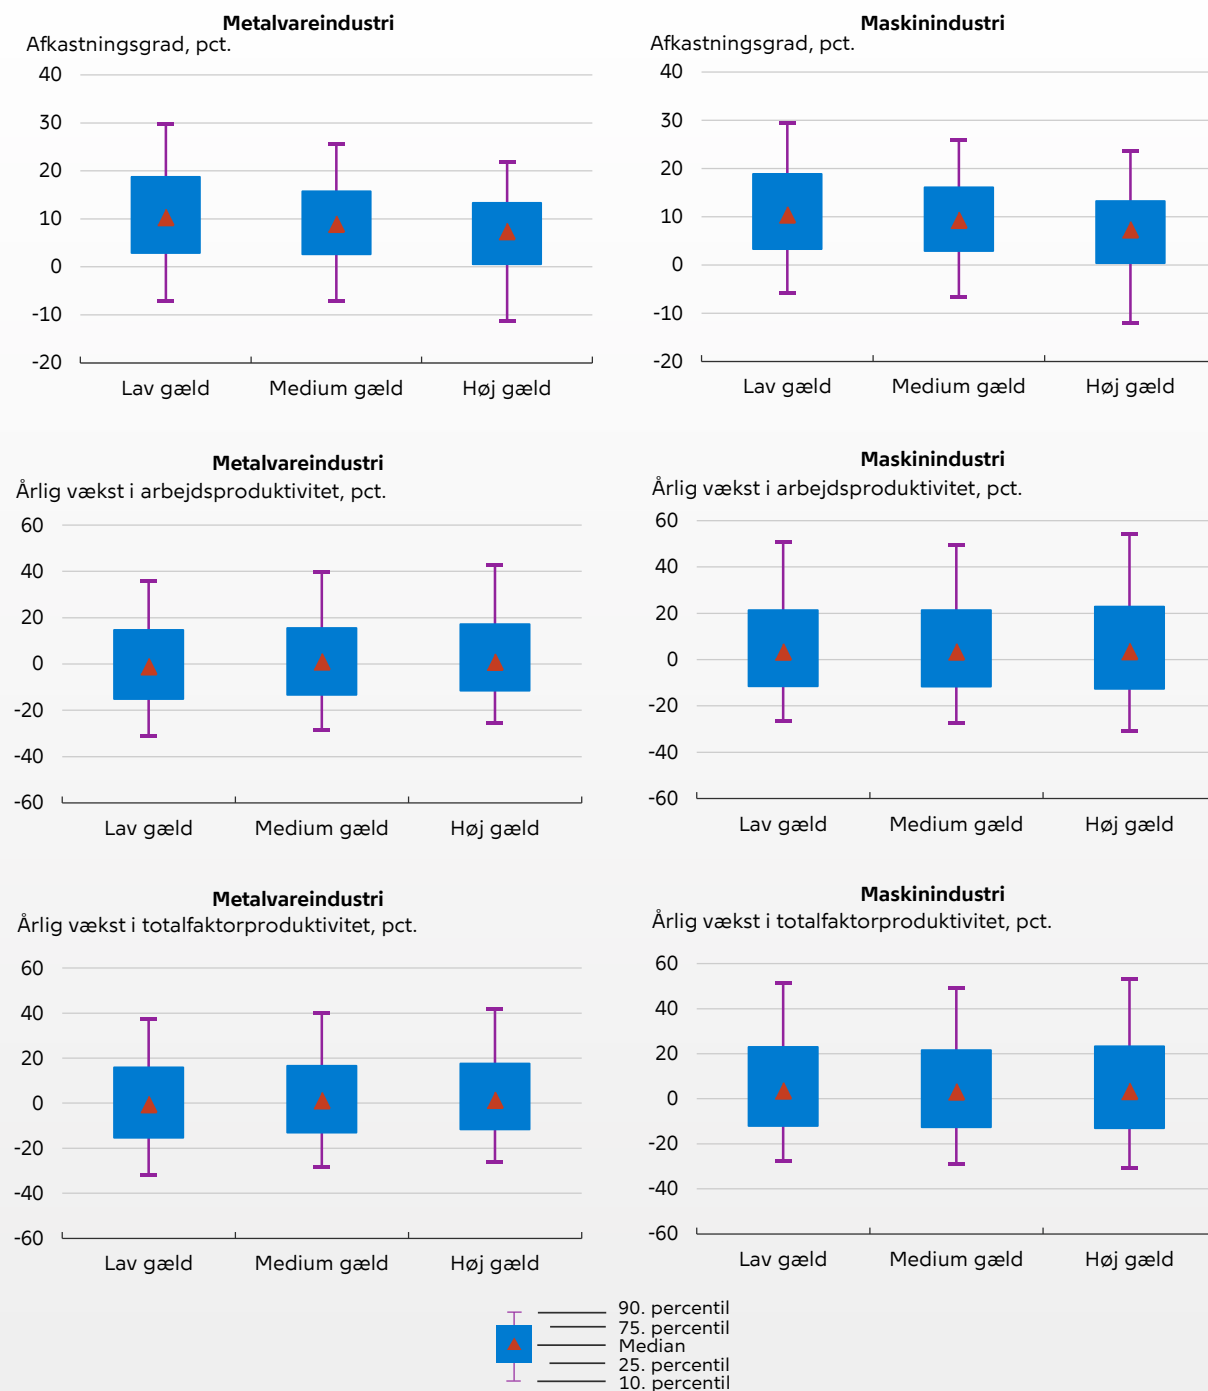 Metalvareindustri
Afkastningsgrad, pct.
40
30
20
10
0
-10
-20
Lav gæld Medium gæld Høj gæld
Maskinindustri
Afkastningsgrad, pct.
40
30
20
10
0
-10
-20
Lav gæld Medium gæld Høj gæld
Metalvareindustri
Årlig vækst i arbejdsproduktivitet, pct.
60
40
20
0
-20
-40
-60
Lav gæld Medium gæld Høj gæld
Maskinindustri
Årlig vækst i arbejdsproduktivitet, pct.
60
40
20
0
-20
-40
-60
Lav gæld Medium gæld Høj gæld
Metalvareindustri
Årlig vækst i totalfaktorproduktivitet, pct.
60
40
20
0
-20
-40
-60
Lav gæld Medium gæld Høj gæld
Maskinindustri
Årlig vækst i totalfaktorproduktivitet, pct.
60
40
20
0
-20
-40
-60
Lav gæld Medium gæld Høj gæld
90. percentil
75. percentil
Median
25. percentil
10. percentil